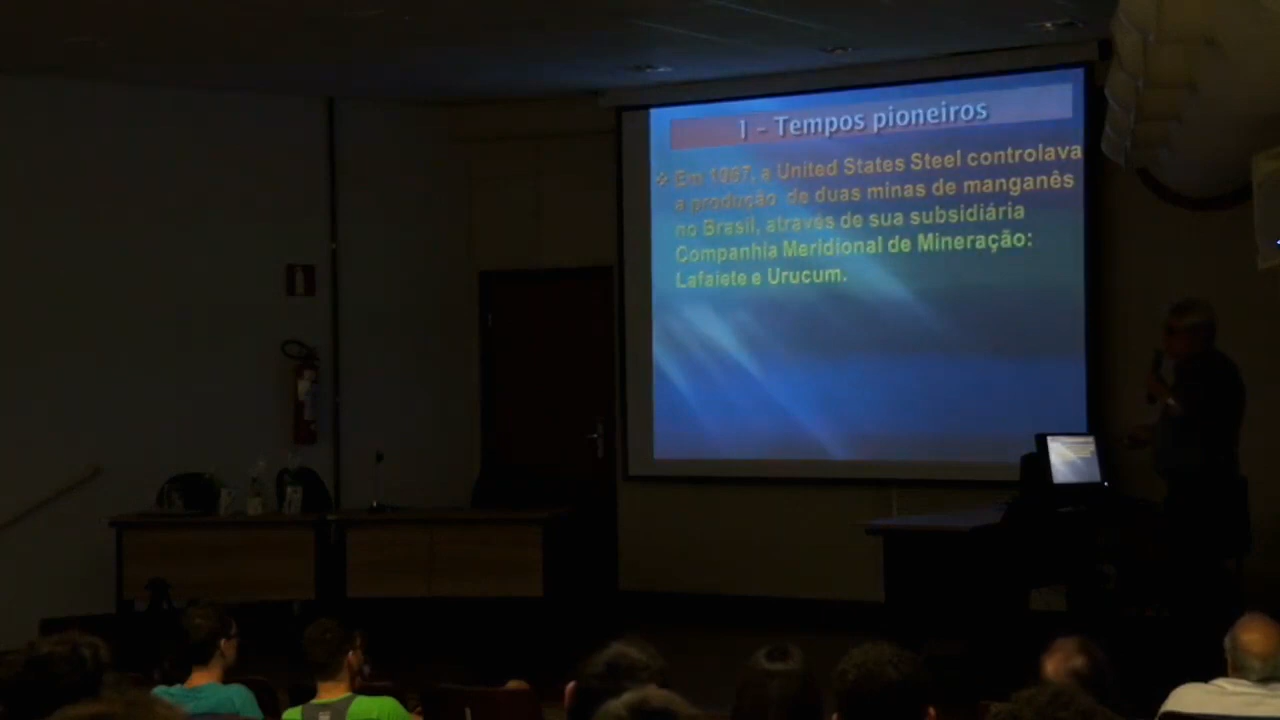 1 - Tempos pioneiros
Em 1967, a United States Steel controlava
a produção de duas minas de manganês
no Brasil, através de sua subsidiária
Companhia Meridional de Mineração:
Lafaiete e Urucum.